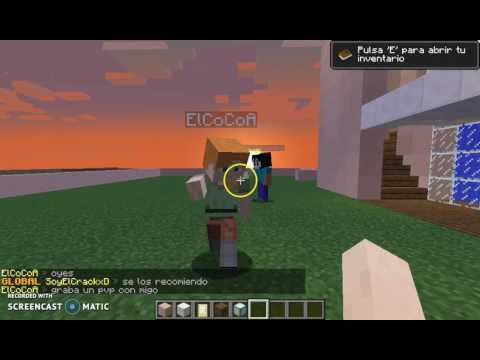 Pulsa 'E' para abrir tu
inventario
ElCoCoA
ElCoCoA > oyes
GLOBAL SoyElCrackxD > se los recomiendo
ElCoCoA > graba un pvp con migo
RECORDED WITH
SCREENCAST MATIC